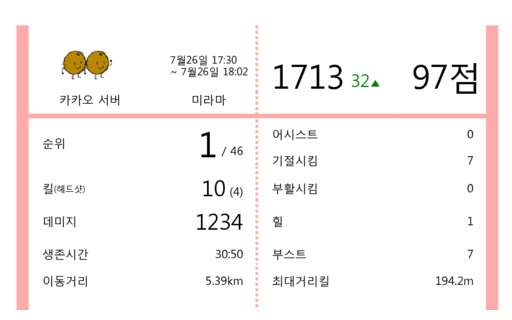 카카오 서버
7월26일 17:30
~ 7월26일 18:02
미라마
1713 32▲ 97점
순위 1 / 46
킬(헤드샷) 10 (4)
데미지 1234
생존시간 30:50
이동거리 5.39km
어시스트 0
기절시킴 7
부활시킴 0
힐 1
부스트 7
최대거리킬 194.2m